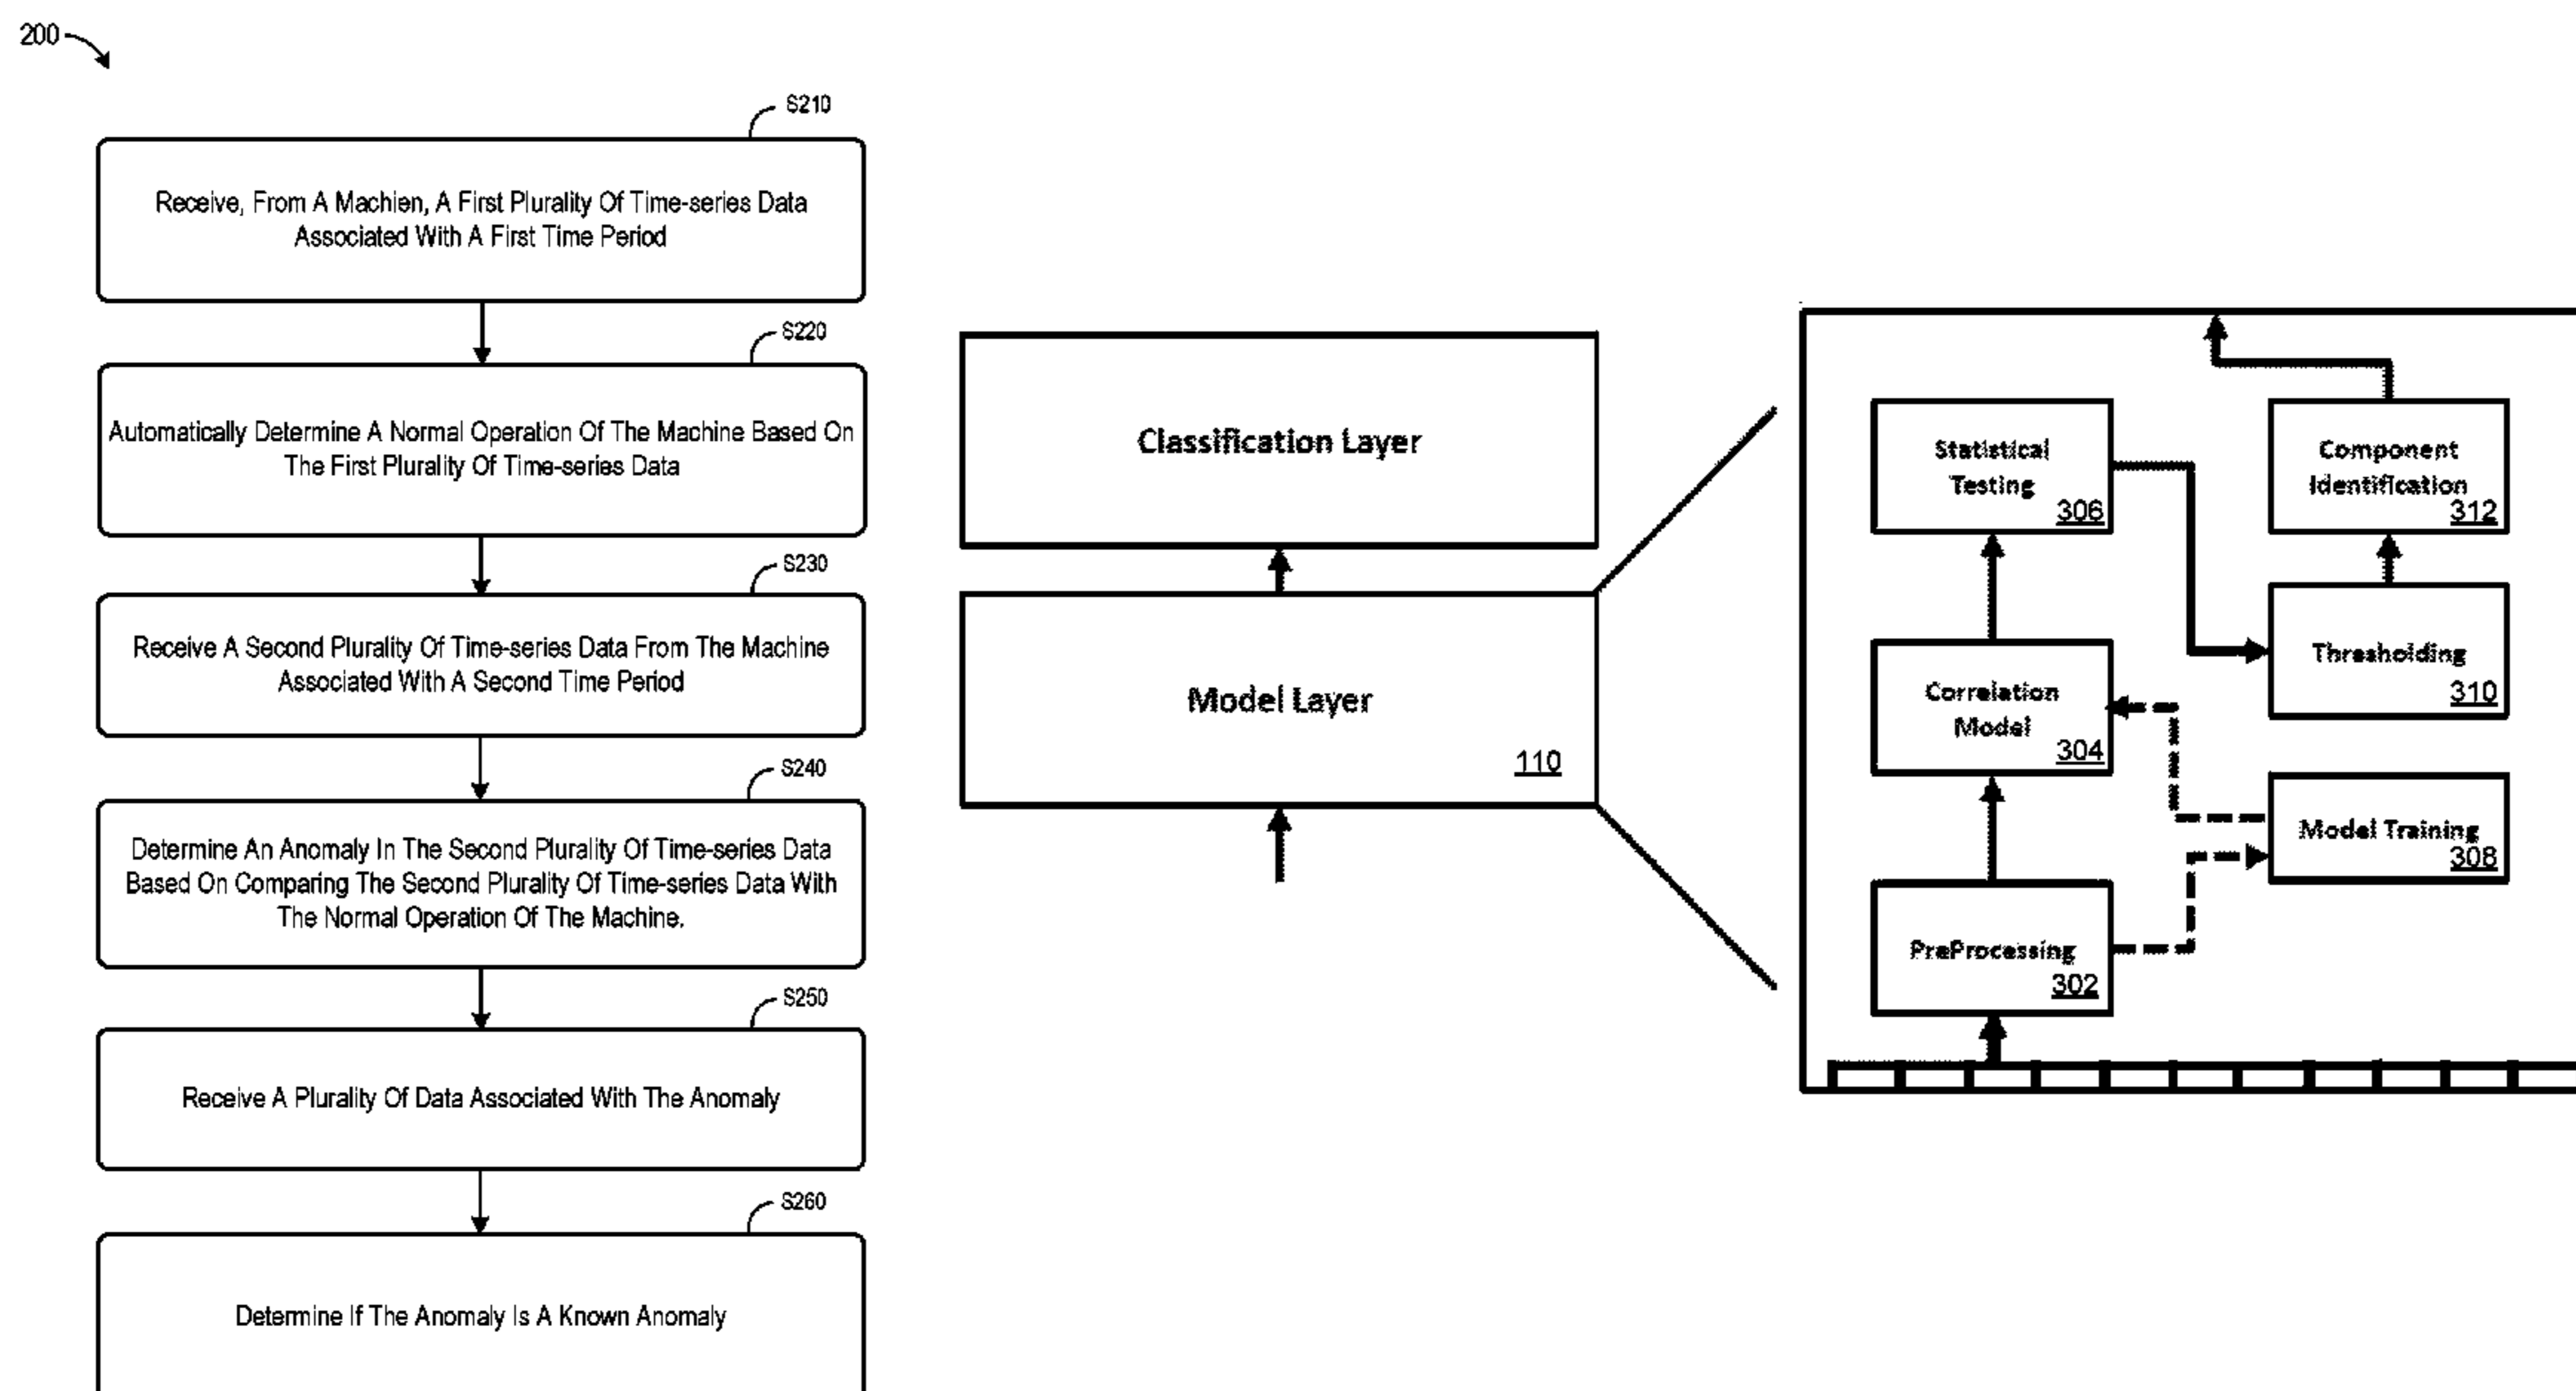 200
S210
Receive, From A Machien, A First Plurality Of Time-series Data
Associated With A First Time Period
S220
Automatically Determine A Normal Operation Of The Machine Based On
The First Plurality Of Time-series Data
S230
Receive A Second Plurality Of Time-series Data From The Machine
Associated With A Second Time Period
S240
Determine An Anomaly In The Second Plurality Of Time-series Data
Based On Comparing The Second Plurality Of Time-series Data With
The Normal Operation Of The Machine.
S250
Receive A Plurality Of Data Associated With The Anomaly
S260
Determine If The Anomaly Is A Known Anomaly
Classification Layer
Model Layer
110
Statistical
Testing
306
Component
Identification
312
Correlation
Model
304
Thresholding
310
Model Training
308
PreProcessing
302